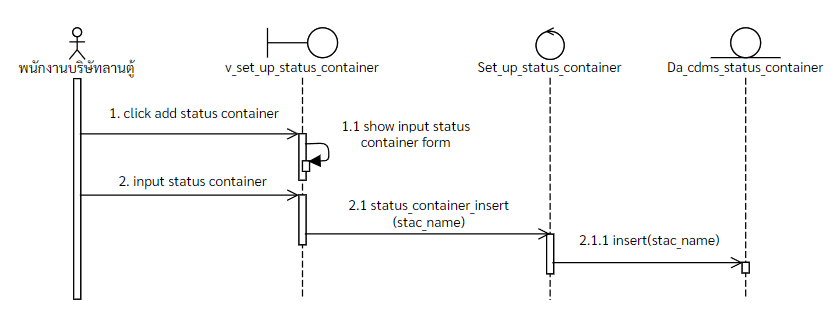 พนักงานบริษัทลานตู้
v_set_up_status_container
Set_up_status_container
Da_cdms_status_container
1. click add status container
1.1 show input status
container form
2. input status container
2.1 status_container_insert
(stac_name)
2.1.1 insert(stac_name)